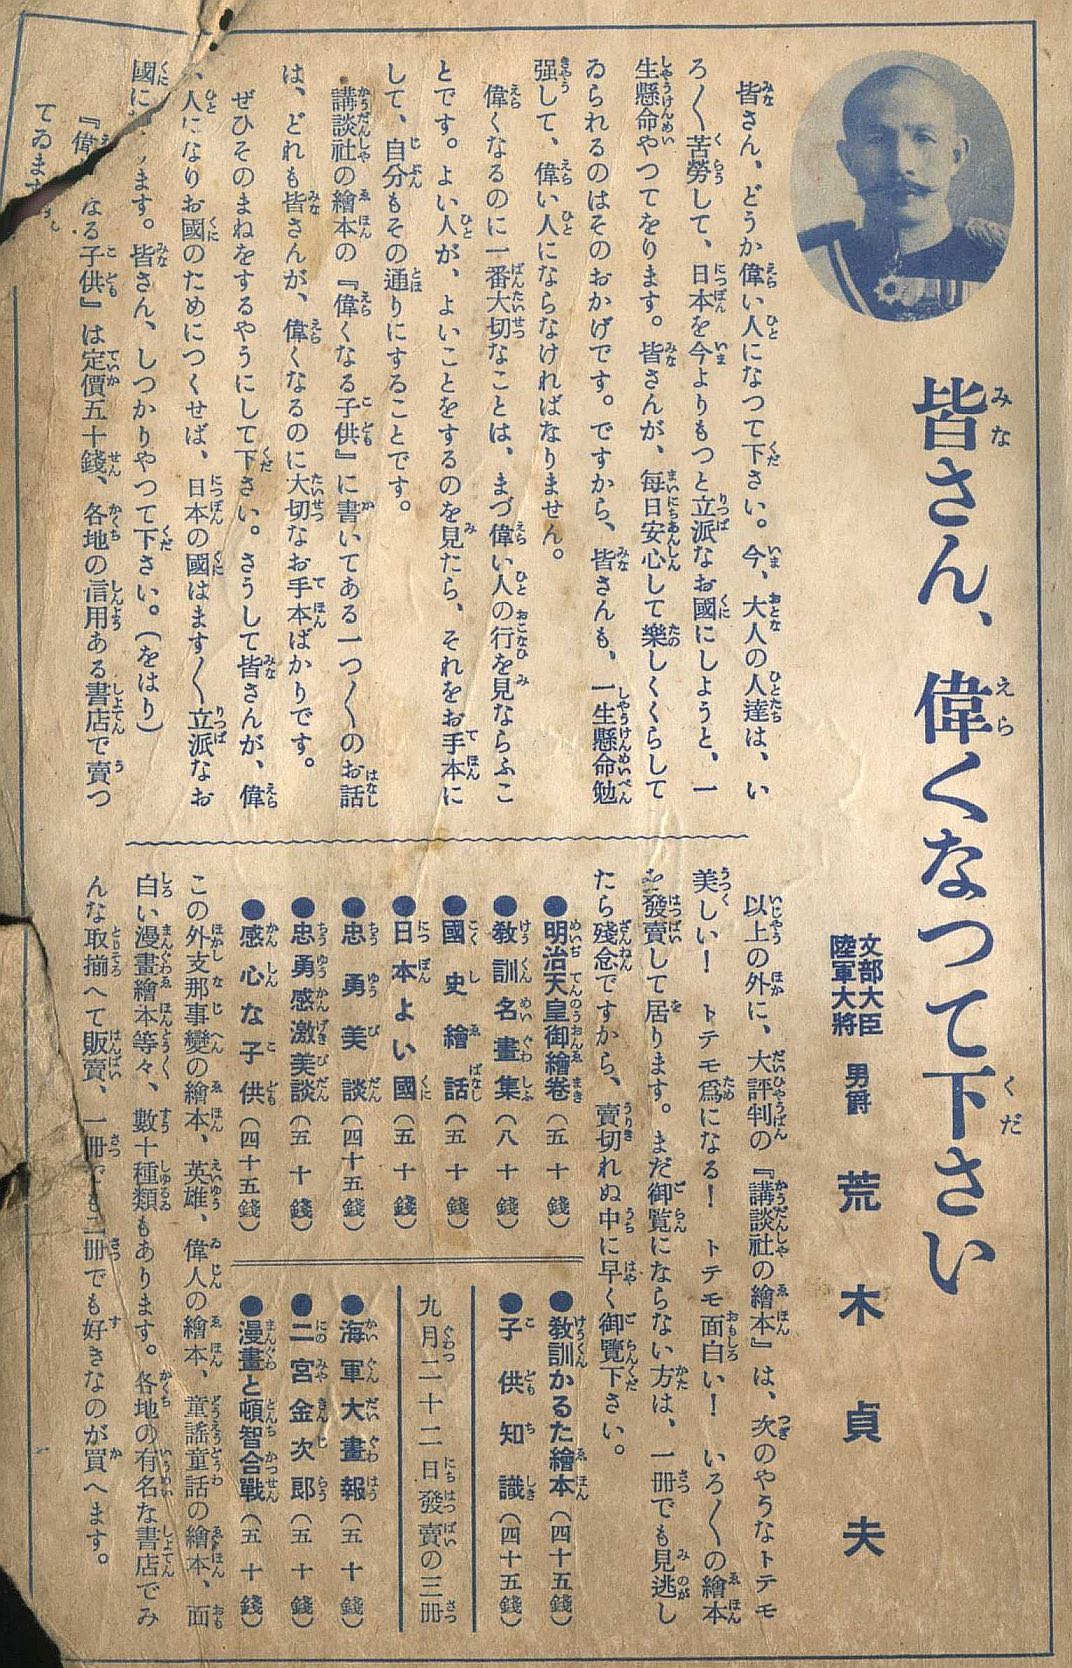 皆さん、偉くなつて下さい
文部大臣
陸軍大將
男爵 荒木貞夫
皆さん、どうか偉い人になつて下さい。今、大人の人達は、い
ろ〳〵苦勞して、日本を今よりもつと立派なお國にしようと、一
生懸命やつてをります。皆さんが、每日安心して樂しくくらして
ゐられるのはそのおかげです。ですから、皆さんも、一生懸命勉
强して、偉い人にならなければなりません。
偉くなるのに一番大切なことは、まづ偉い人の行を見ならふこ
とです。よい人が、よいことをするのを見たら、それをお手本に
して、自分もその通りにすることです。
講談社の繪本の『偉くなる子供』に書いてある一つ〳〵のお話
は、どれも皆さんが、偉くなるのに大切なお手本ばかりです。
ぜひそのまねをするやうにして下さい。さうして皆さんが、偉
い人になりお國のためにつくせば、日本の國はます〳〵立派なお
國に ます。皆さん、しつかりやつて下さい。(をはり)
『偉 なる子供』は定價五十錢、各地の信用ある書店で賣つ
てゐます。
以上の外に、大評判の『講談社の繪本』は、次のやうなトテモ
美しい! トテモ爲になる! トテモ面白い! いろ〳〵の繪本
を發賣して居ります。まだ御覽にならない方は、一冊でも見逃し
たら殘念ですから、賣切れぬ中に早く御覽下さい。
●明治天皇御繪卷(五十錢)
●教訓名畫集(八十錢)
●國史繪話(五十錢)
●日本よい國(五十錢)
●忠勇美談(四十五錢)
●忠勇感激美談(五十錢)
●感心な子供(四十五錢)
●教訓かるた繪本(四十五錢)
●子供知識(四十五錢)
九月二十二日發賣の三冊
●海軍大畫報(五十錢)
●二宮金次郎(五十錢)
●漫畫と頓智合戰(五十錢)
この外支那事變の繪本、英雄、偉人の繪本、童謠童話の繪本、面
白い漫畫繪本等々、數十種類もあります。各地の有名な書店でみ
んな取揃へて販賣、一冊でも二冊でも好きなのが買へます。